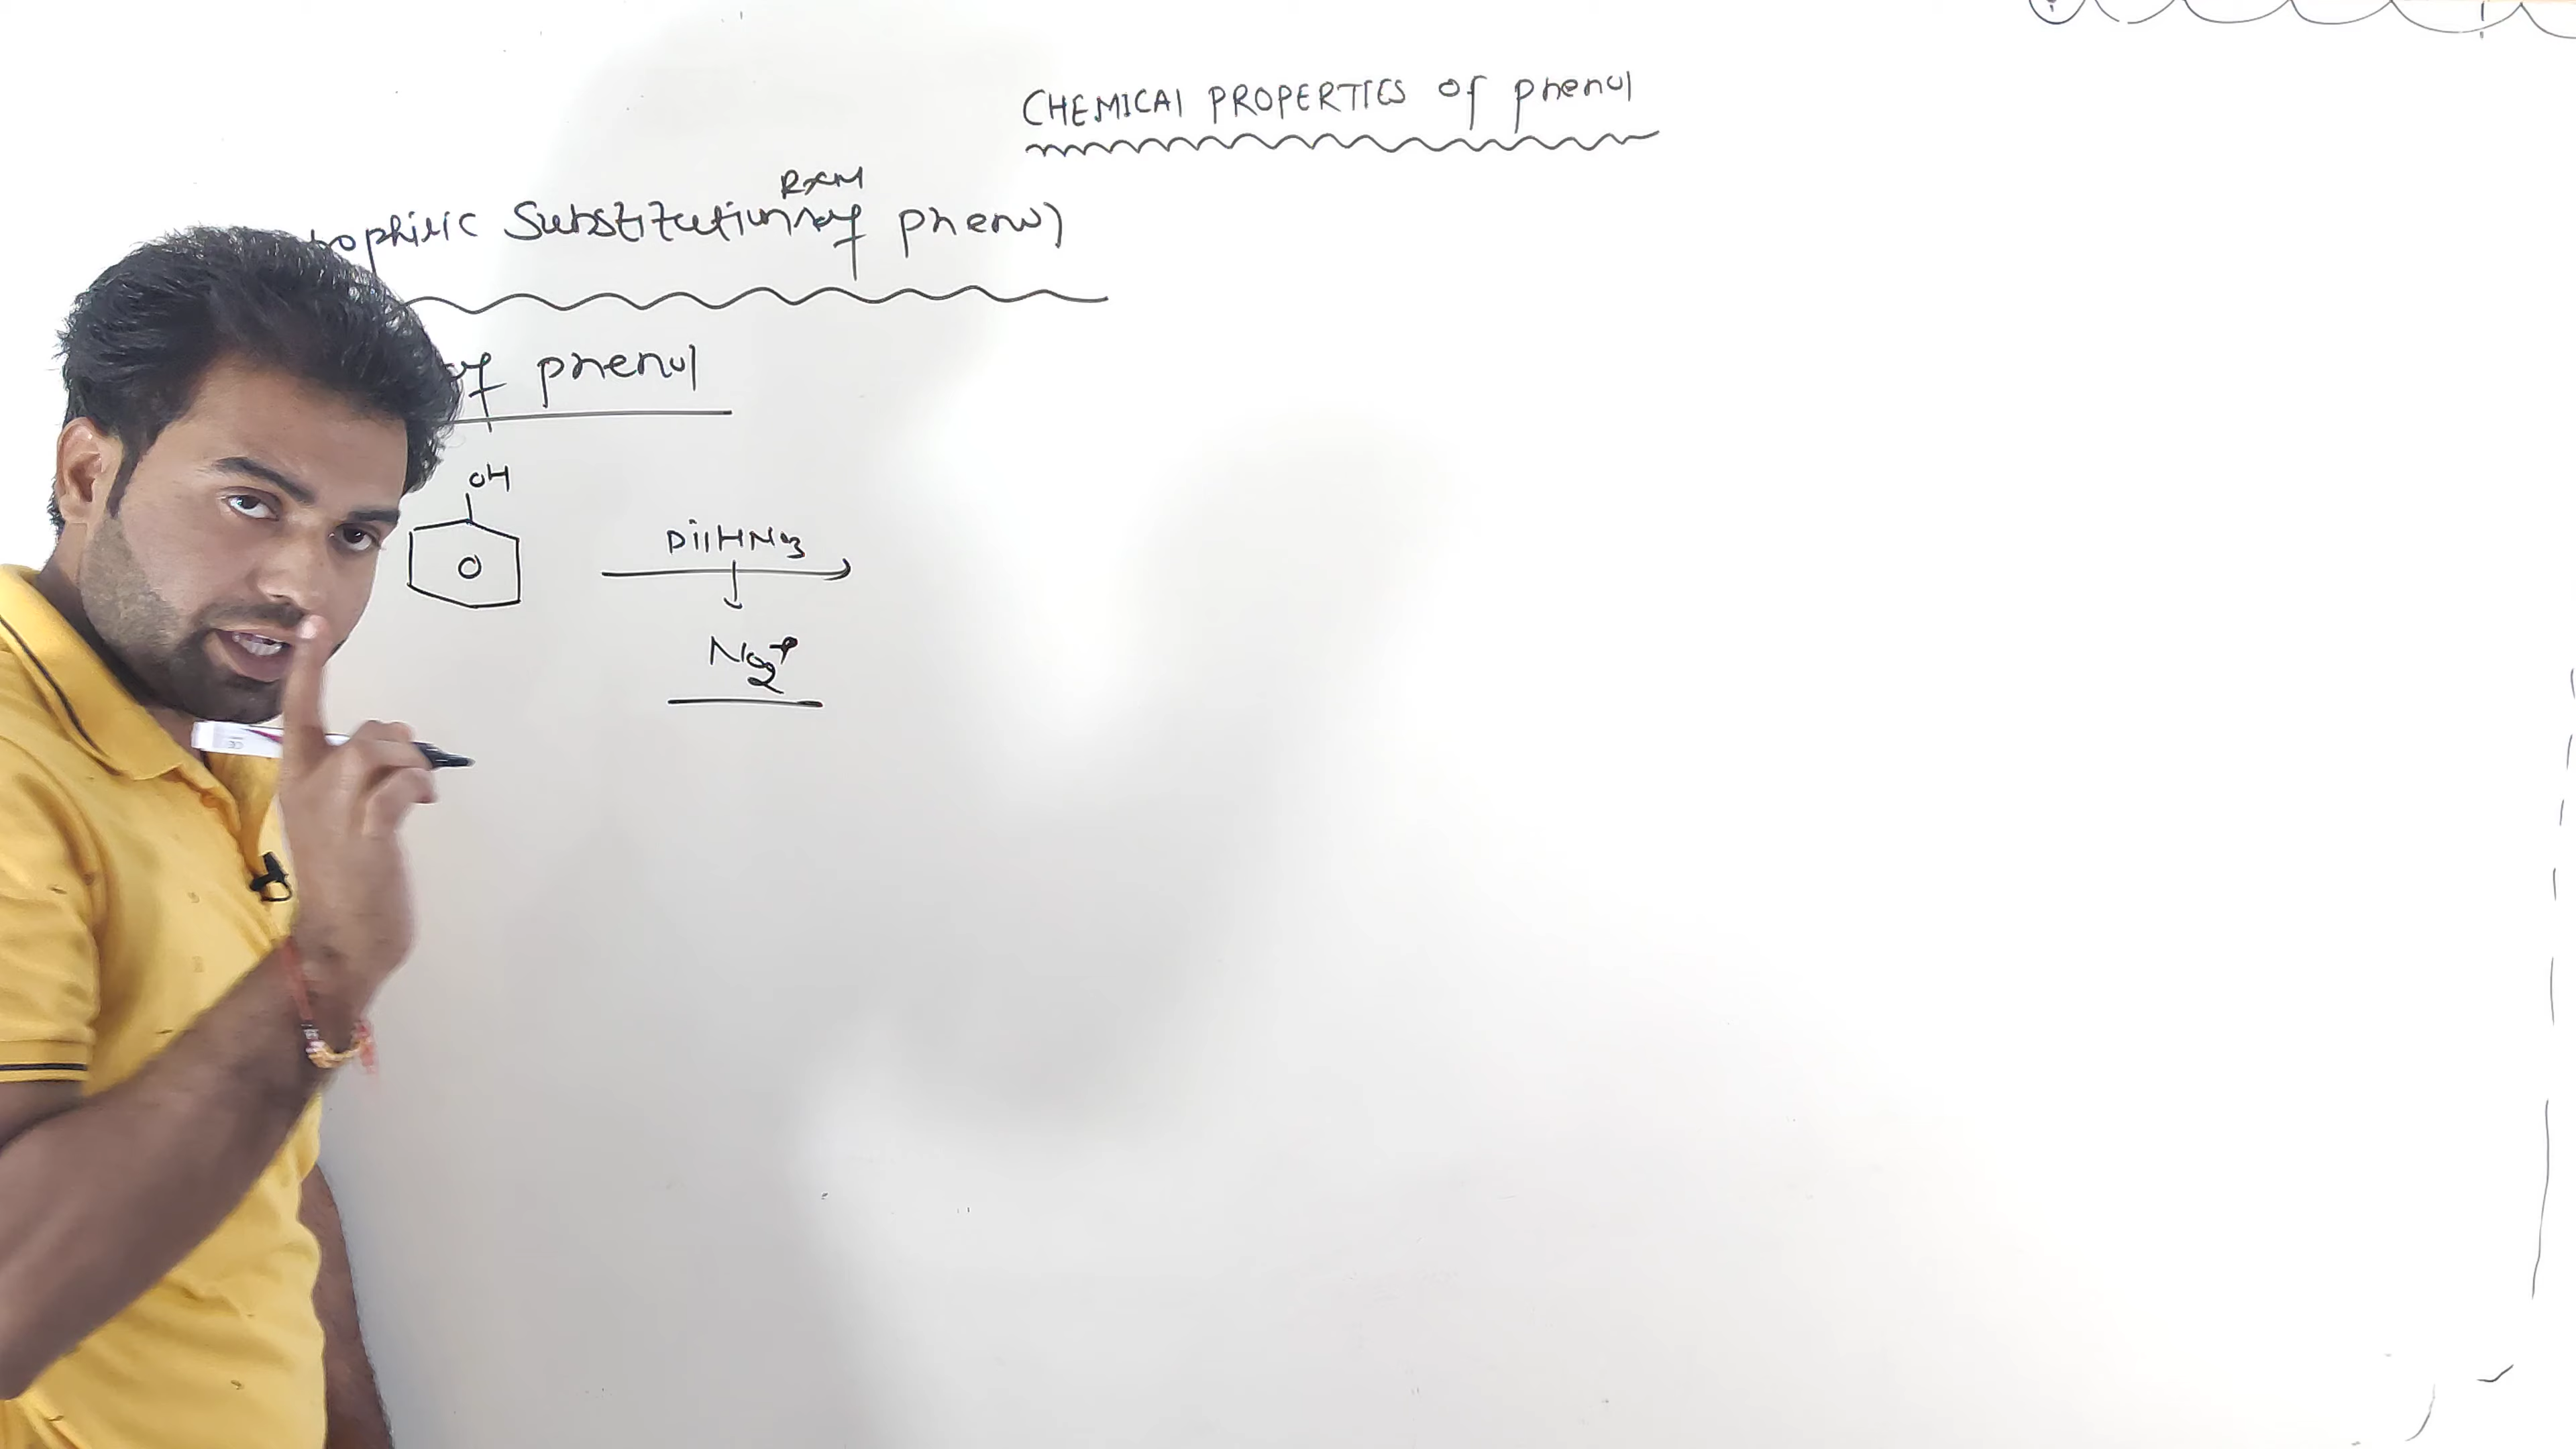 CHEMICAL PROPERTIES of phenol
RXN
ophilic Substitution of phenol
of phenol
OH
Dil HNO3
NO2+